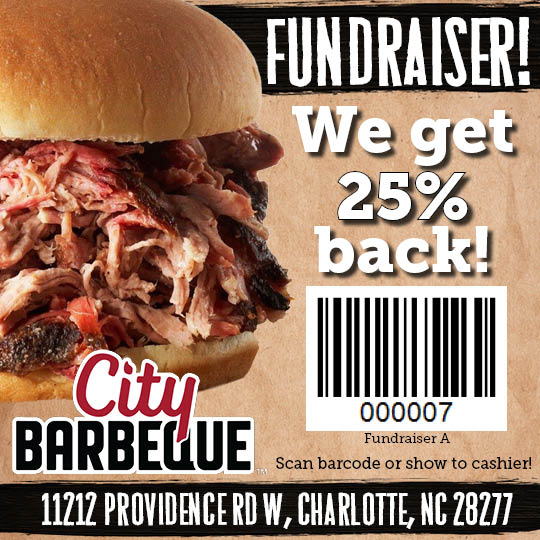 FUNDRAISER!
We get
25%
back!
000007
Fundraiser A
Scan barcode or show to cashier!
City
BARBEQUE
TM
11212 PROVIDENCE RD W, CHARLOTTE, NC 28277